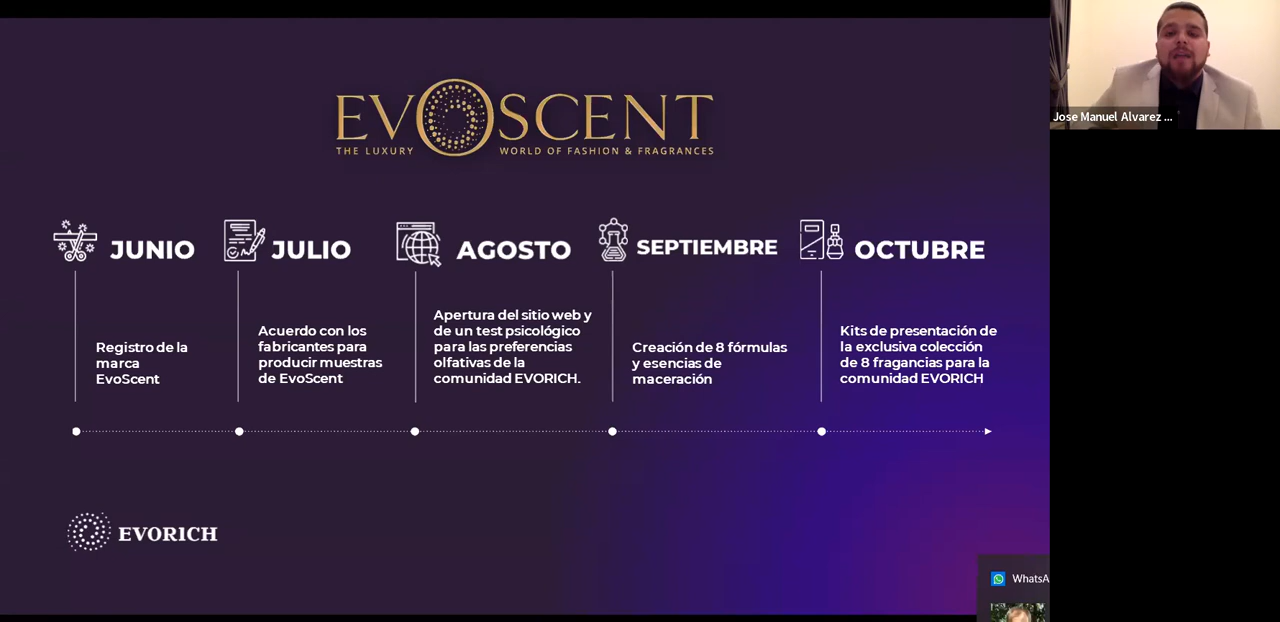 EVOSCENT
THE LUXURY WORLD OF FASHION & FRAGRANCES
JUNIO
Registro de la
marca
EvoScent
JULIO
Acuerdo con los
fabricantes para
producir muestras
de EvoScent
AGOSTO
Apertura del sitio web y
de un test psicológico
para las preferencias
olfativas de la
comunidad EVORICH.
SEPTIEMBRE
Creación de 8 fórmulas
y esencias de
maceración
OCTUBRE
Kits de presentación de
la exclusiva colección
de 8 fragancias para la
comunidad EVORICH
EVORICH
WhatsA
Jose Manuel Alvarez ...